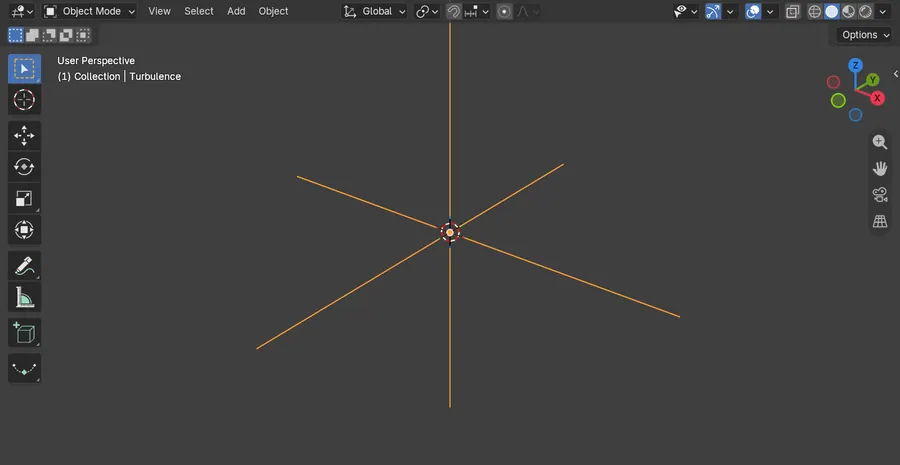 Object Mode View Select Add Object Global
Options
User Perspective
(1) Collection | Turbulence
Z
Y
X